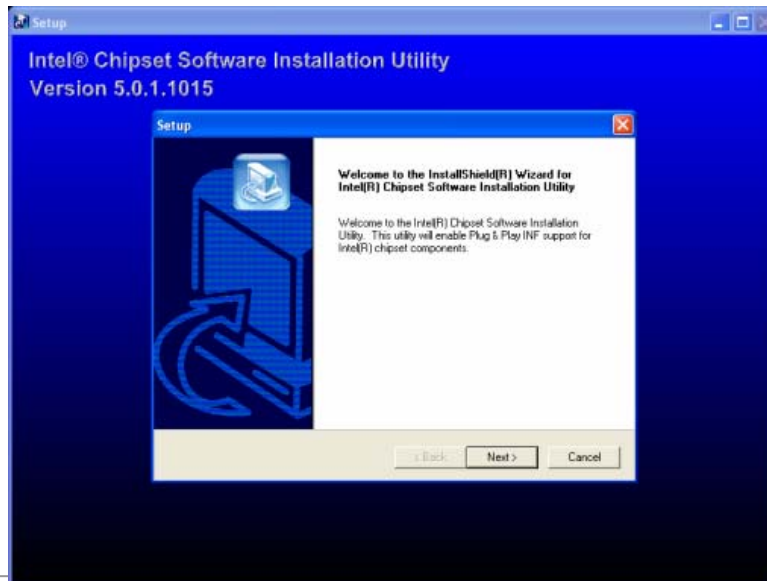 Setup
Intel® Chipset Software Installation Utility
Version 5.0.1.1015
Setup
Welcome to the InstallShield(R) Wizard for
Intel(R) Chipset Software Installation Utility
Welcome to the Intel(R) Chipset Software Installation
Utility. This utility will enable Plug & Play INF support for
Intel(R) chipset components.
< Back
Next >
Cancel